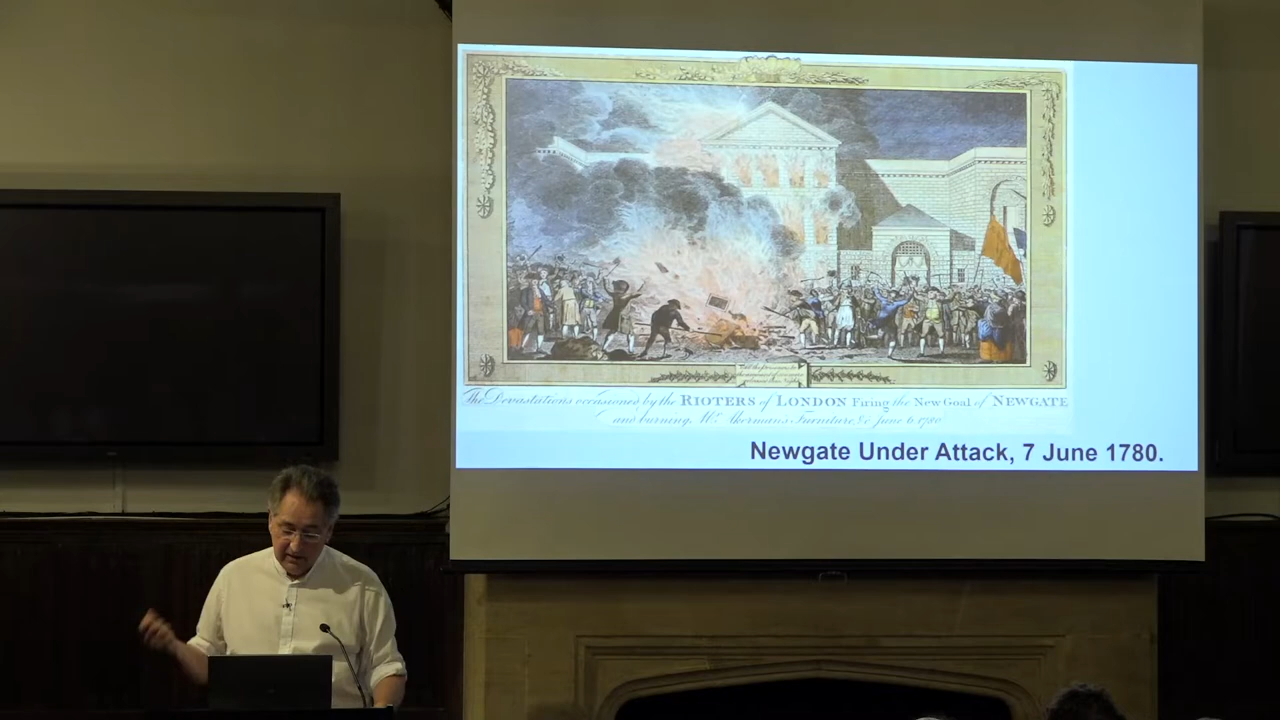 The Devastations occasioned by the RIOTERS of LONDON Firing the New Goal of NEWGATE
and burning Mr. Akerman's Furniture, &c June 6. 1780
Newgate Under Attack, 7 June 1780.